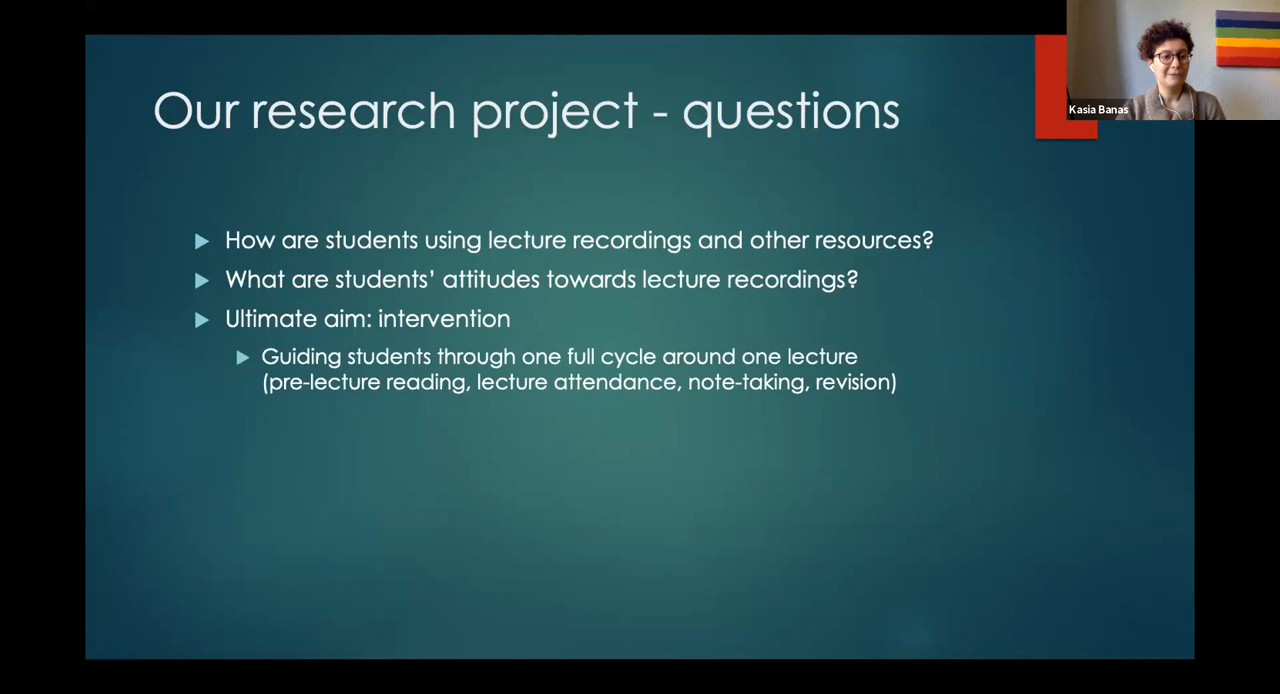 Our research project - questions
Kasia Banas
How are students using lecture recordings and other resources?
What are students’ attitudes towards lecture recordings?
Ultimate aim: intervention
Guiding students through one full cycle around one lecture
(pre-lecture reading, lecture attendance, note-taking, revision)